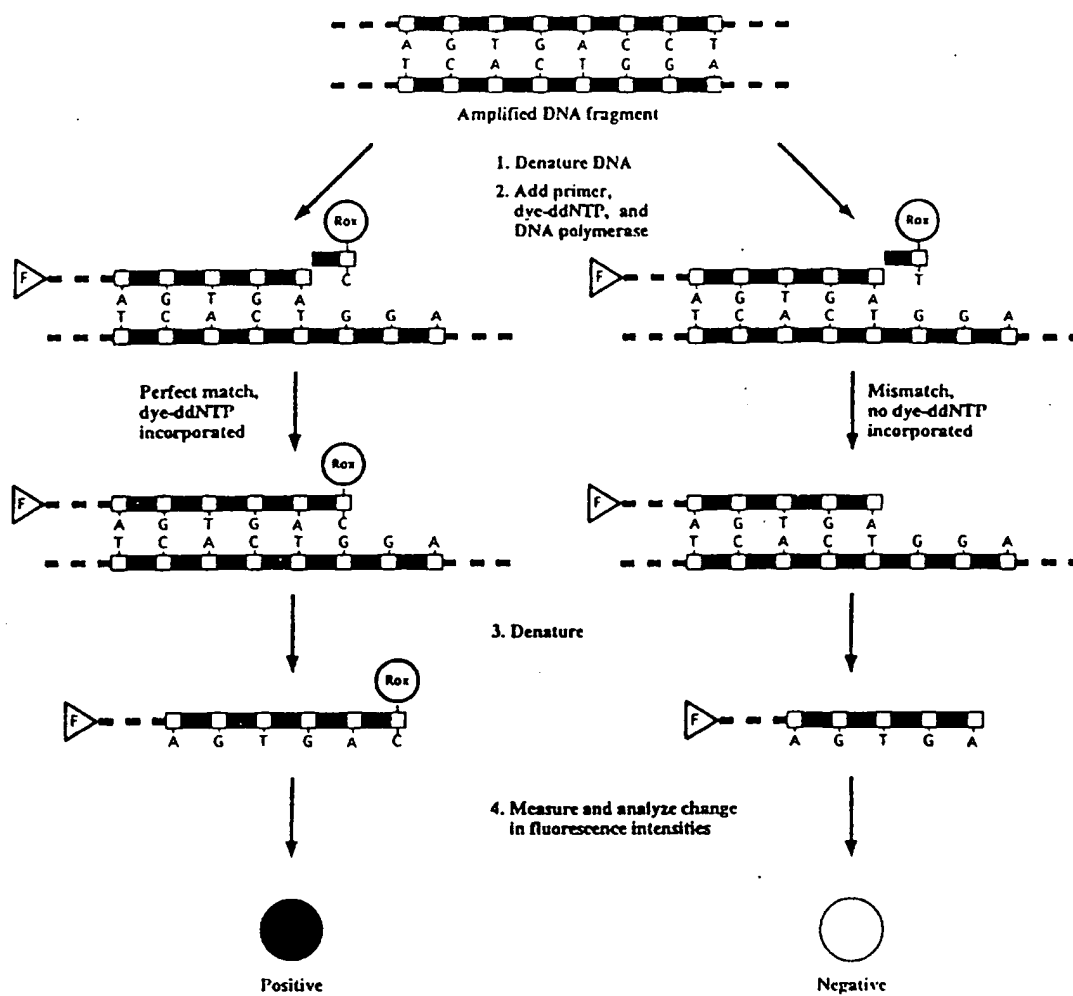 A G T G A C C T
T C A C T G G A
Amplified DNA fragment
1. Denature DNA
2. Add primer,
dye-ddNTP, and
DNA polymerase
Rox
Rox
F
C
F
T
A G T G A
T C A C T G G A
A G T G A
T C A C T G G A
Perfect match,
dye-ddNTP
incorporated
Mismatch,
no dye-ddNTP
incorporated
Rox
F
F
A G T G A C
T C A C T G G A
A G T G A
T C A C T G G A
3. Denature
Rox
F
F
A G T G A C
A G T G A
4. Measure and analyze change
in fluorescence intensities
Positive
Negative